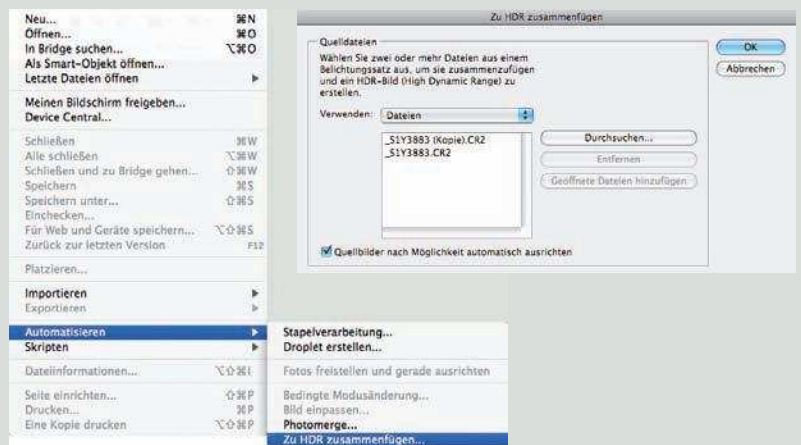 Neu... ⌘N
Öffnen... ⌘O
In Bridge suchen... ⌥⌘O
Als Smart-Objekt öffnen...
Letzte Dateien öffnen
Meinen Bildschirm freigeben...
Device Central...
Schließen ⌘W
Alle schließen ⌥⌘W
Schließen und zu Bridge gehen... ⇧⌘W
Speichern ⌘S
Speichern unter... ⇧⌘S
Einchecken...
Für Web und Geräte speichern... ⌥⇧⌘S
Zurück zur letzten Version F12
Platzieren...
Importieren
Exportieren
Automatisieren
Skripten
Dateiinformationen... ⌥⇧⌘I
Seite einrichten... ⇧⌘P
Drucken... ⌘P
Eine Kopie drucken ⌥⇧⌘P
Stapelverarbeitung...
Droplet erstellen...
Fotos freistellen und gerade ausrichten
Bedingte Modusänderung...
Bild einpassen...
Photomerge...
Zu HDR zusammenfügen...
Zu HDR zusammenfügen
Quelldateien
Wählen Sie zwei oder mehr Dateien aus einem
Belichtungssatz aus, um sie zusammenzufügen
und ein HDR-Bild (High Dynamic Range) zu
erstellen.
Verwenden: Dateien
_S1Y3883 (Kopie).CR2
_S1Y3883.CR2
Durchsuchen...
Entfernen
Geöffnete Dateien hinzufügen
Quellbilder nach Möglichkeit automatisch ausrichten
OK
Abbrechen